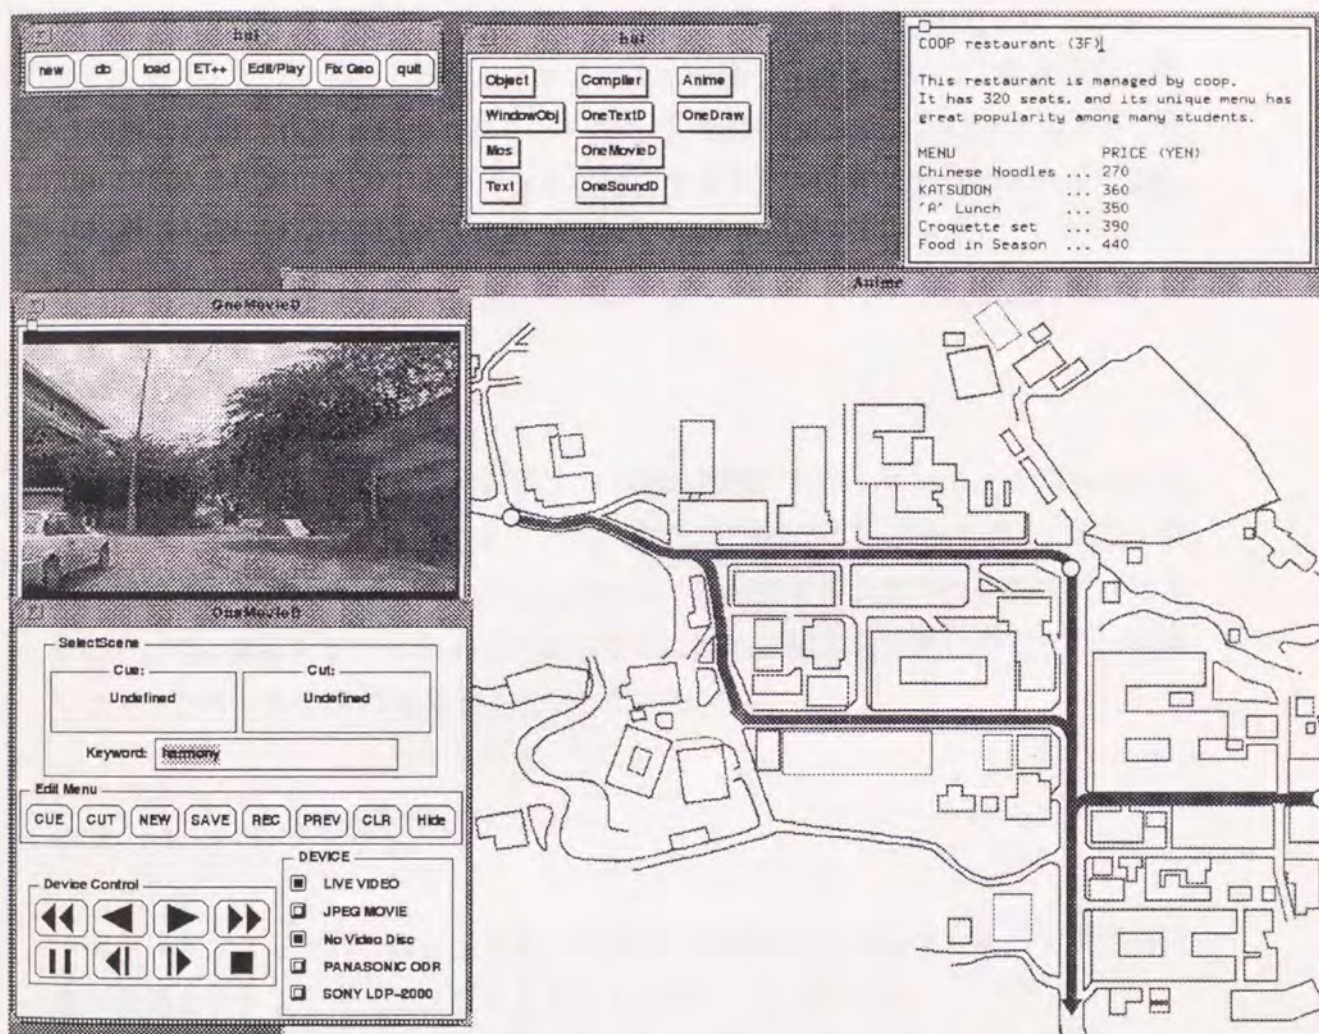 hui
new db load ET++ Edit/Play Fix Geo quit
hui
Object Compiler Anime
WindowObj OneTextD OneDraw
Mos OneMovieD
Text OneSoundD
COOP restaurant (3F)
This restaurant is managed by coop.
It has 320 seats, and its unique menu has
great popularity among many students.
MENU PRICE (YEN)
Chinese Noodles ... 270
KATSUDON ... 360
"A" Lunch ... 350
Croquette set ... 390
Food in Season ... 440
Anime
OneMovieD
OneMovieD
SelectScene
Cue: Cut:
Undefined Undefined
Keyword: harmony
Edit Menu
CUE CUT NEW SAVE REC PREV CLR Hide
Device Control
DEVICE
LIVE VIDEO
JPEG MOVIE
No Video Disc
PANASONIC ODR
SONY LDP-2000